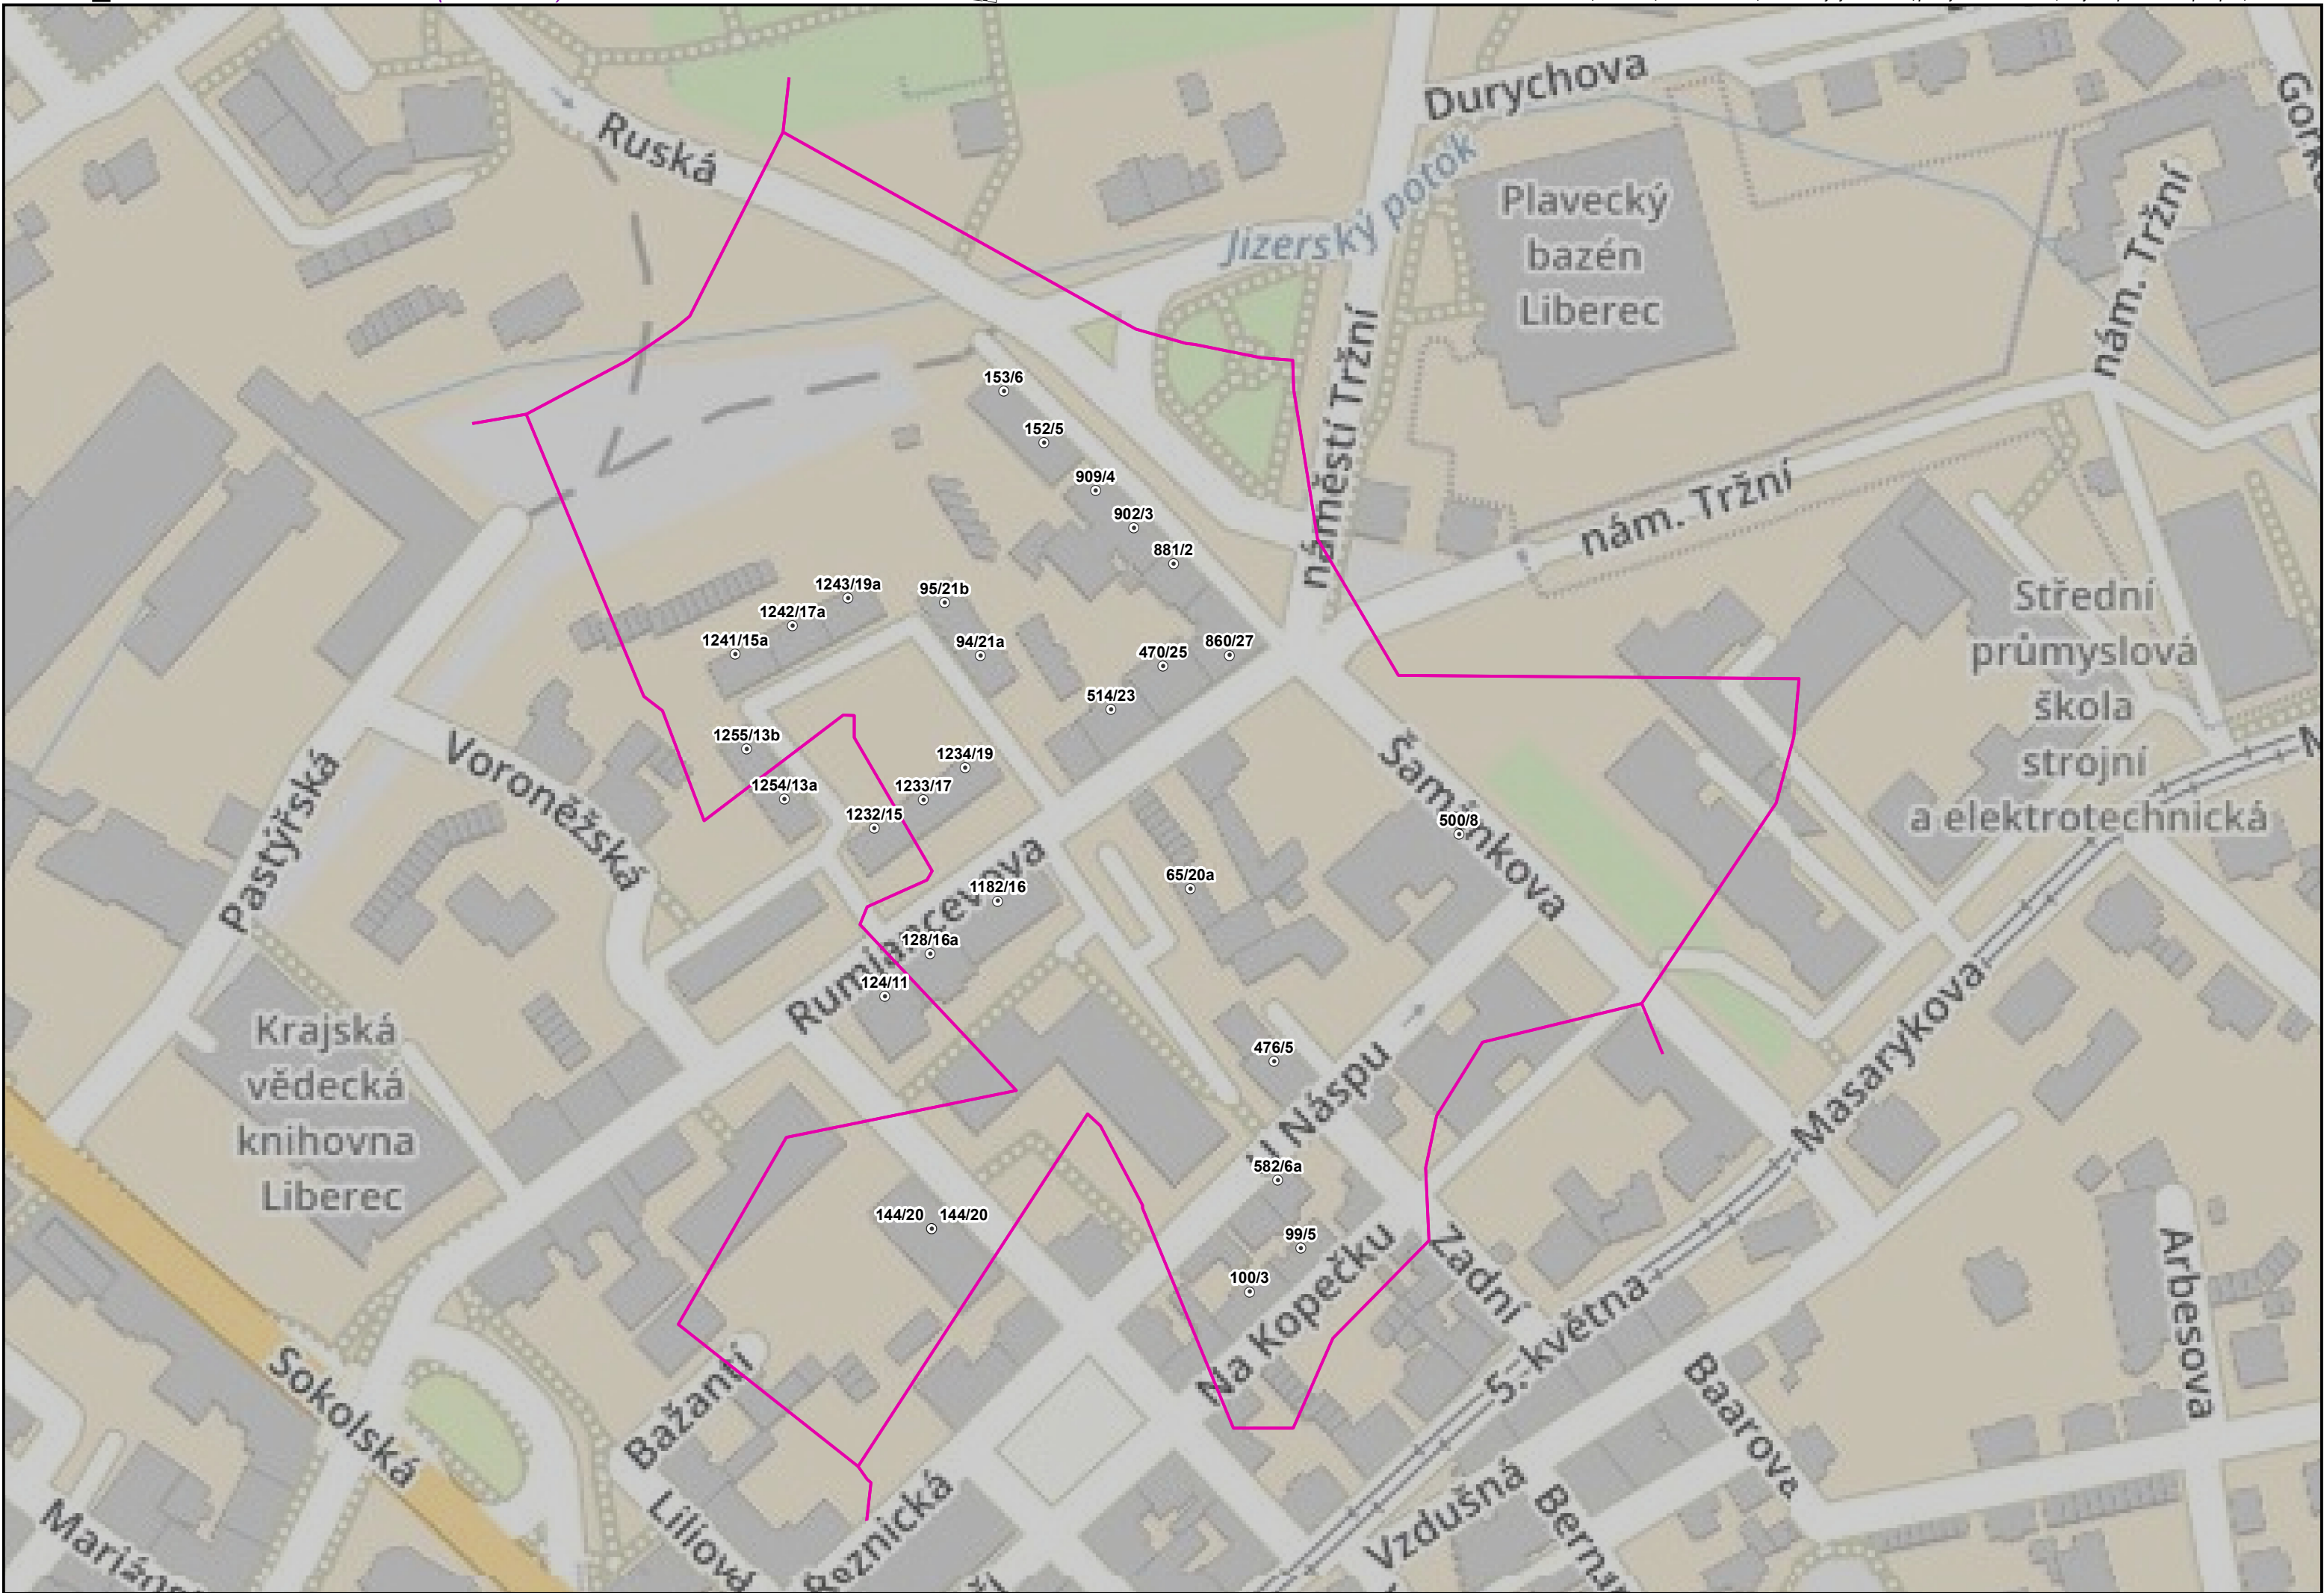 Durychova
Ruská
Gork
Jizerský potok
Plavecký
bazén
Liberec
nám. Tržní
náměstí Tržní
153/6
152/5
909/4
nám. Tržní
902/3
881/2
1243/19a
95/21b
1242/17a
1241/15a
94/21a
470/25
860/27
514/23
Střední
průmyslová
škola
strojní
a elektrotechnická
1255/13b
1254/13a
1234/19
1233/17
1232/15
Voroněžská
Pastýřská
Šamánkova
500/8
65/20a
1182/16
Rumjancevova
128/16a
124/11
Krajská
vědecká
knihovna
Liberec
476/5
U Náspu
Masarykova
582/6a
144/20
144/20
99/5
100/3
Na Kopečku
Zadní
5. května
Arbesova
Baarova
Bažantí
Sokolská
Liliová
Řeznická
Vzdušná